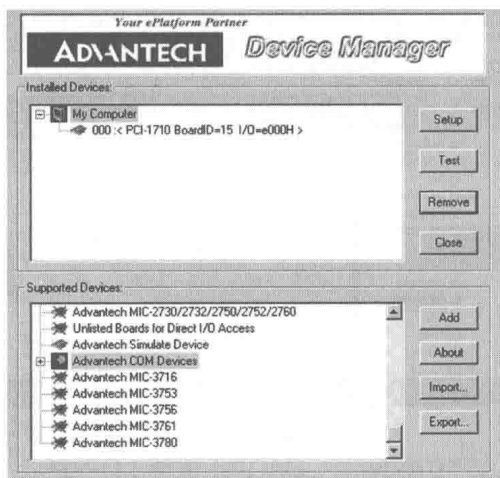 Your ePlatform Partner
ADVANTECH Device Manager
Installed Devices:
My Computer
000 :< PCI-1710 BoardID=15 I/O=e000H >
Setup
Test
Remove
Close
Supported Devices:
Advantech MIC-2730/2732/2750/2752/2760
Unlisted Boards for Direct I/O Access
Advantech Simulate Device
Advantech COM Devices
Advantech MIC-3716
Advantech MIC-3753
Advantech MIC-3756
Advantech MIC-3761
Advantech MIC-3780
Add
About
Import...
Export...